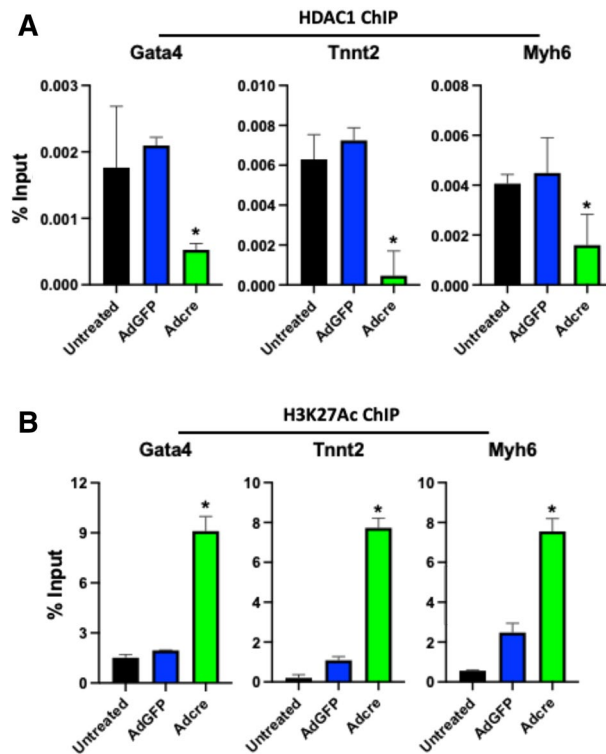 A
HDAC1 ChIP
Gata4 Tnnt2 Myh6
% Input
0.003
0.002
0.001
0.000
*
Untreated AdGFP Adcre
0.010
0.008
0.006
0.004
0.002
0.000
*
Untreated AdGFP Adcre
0.008
0.006
0.004
0.002
0.000
*
Untreated AdGFP Adcre
B
H3K27Ac ChIP
Gata4 Tnnt2 Myh6
% Input
12
9
6
3
0
*
Untreated AdGFP Adcre
10
8
6
4
2
0
*
Untreated AdGFP Adcre
10
8
6
4
2
0
*
Untreated AdGFP Adcre